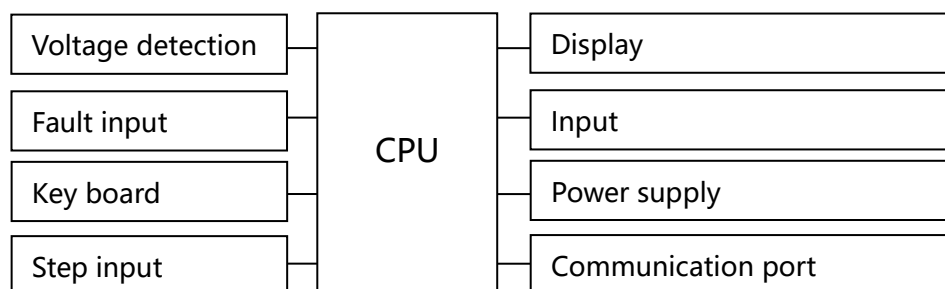 Voltage detection
Fault input
Key board
Step input
CPU
Display
Input
Power supply
Communication port